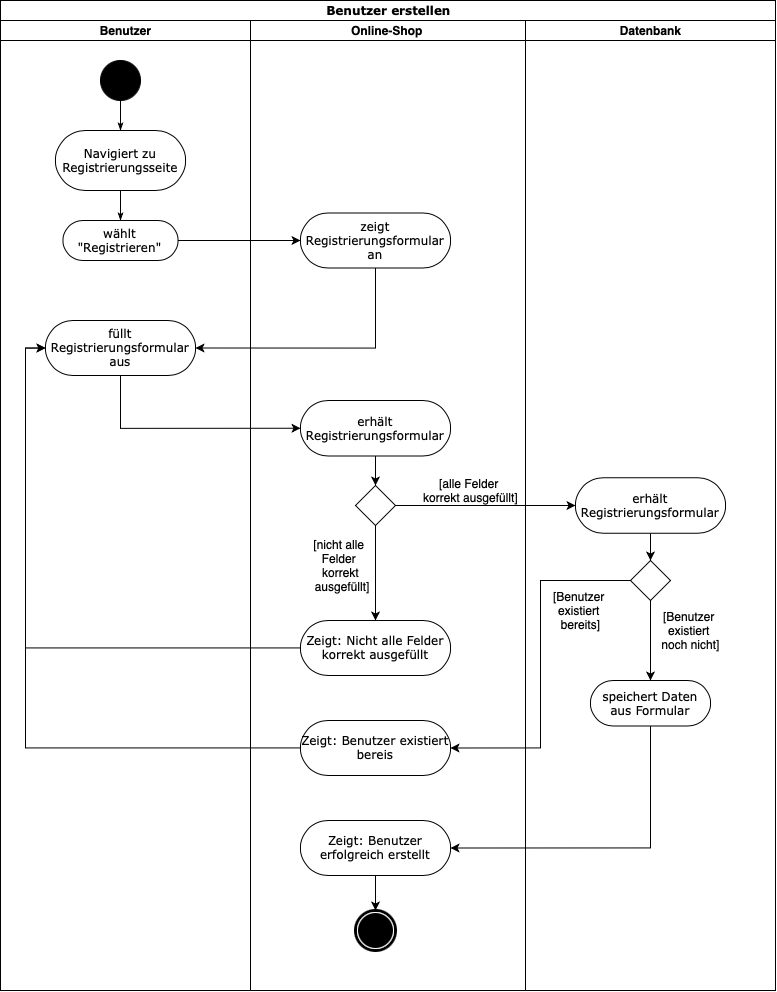 Benutzer erstellen
Benutzer
Online-Shop
Datenbank
Navigiert zu
Registrierungsseite
wählt
"Registrieren"
zeigt
Registrierungsformular
an
füllt
Registrierungsformular
aus
erhält
Registrierungsformular
[alle Felder
korrekt ausgefüllt]
erhält
Registrierungsformular
[nicht alle
Felder
korrekt
ausgefüllt]
[Benutzer
existiert
bereits]
[Benutzer
existiert
noch nicht]
Zeigt: Nicht alle Felder
korrekt ausgefüllt
speichert Daten
aus Formular
Zeigt: Benutzer existiert
bereis
Zeigt: Benutzer
erfolgreich erstellt